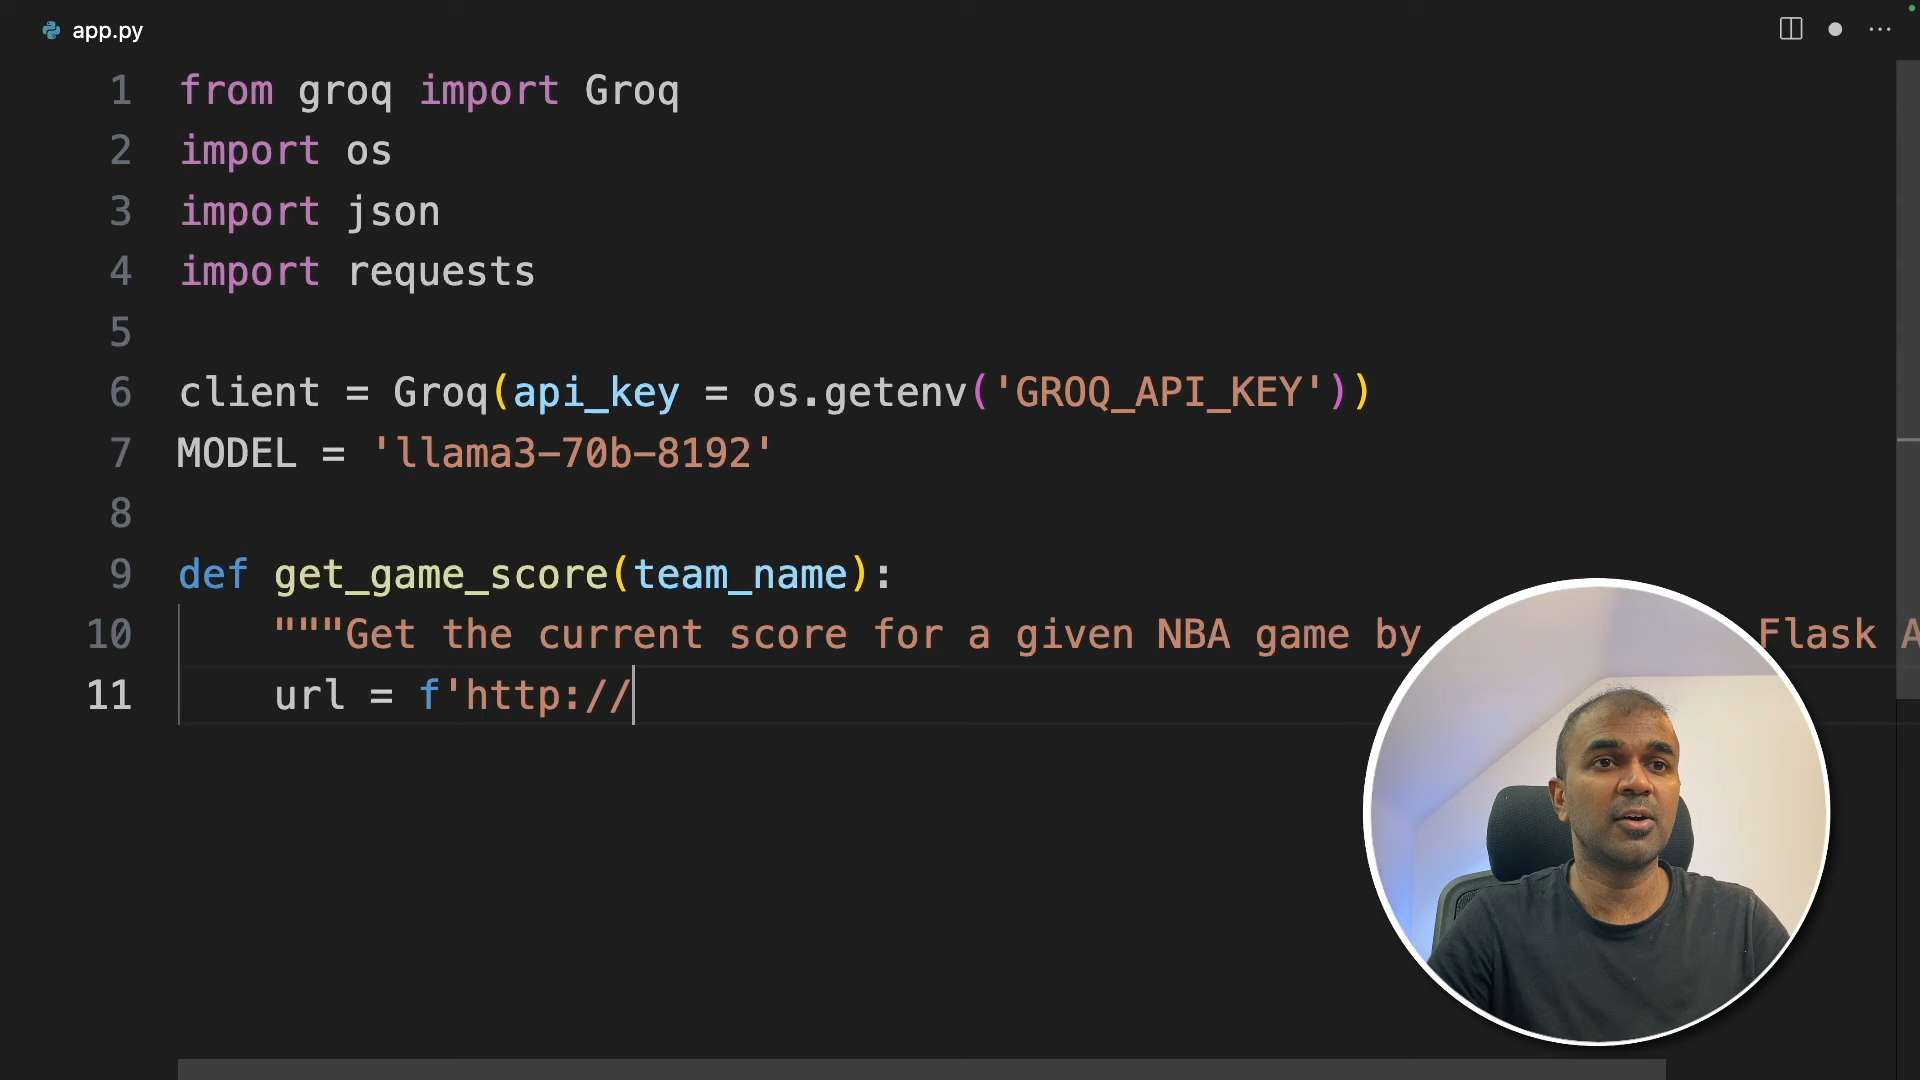 app.py
1 from groq import Groq
2 import os
3 import json
4 import requests
5
6 client = Groq(api_key = os.getenv('GROQ_API_KEY'))
7 MODEL = 'llama3-70b-8192'
8
9 def get_game_score(team_name):
10 """Get the current score for a given NBA game by Flask A
11 url = f'http://